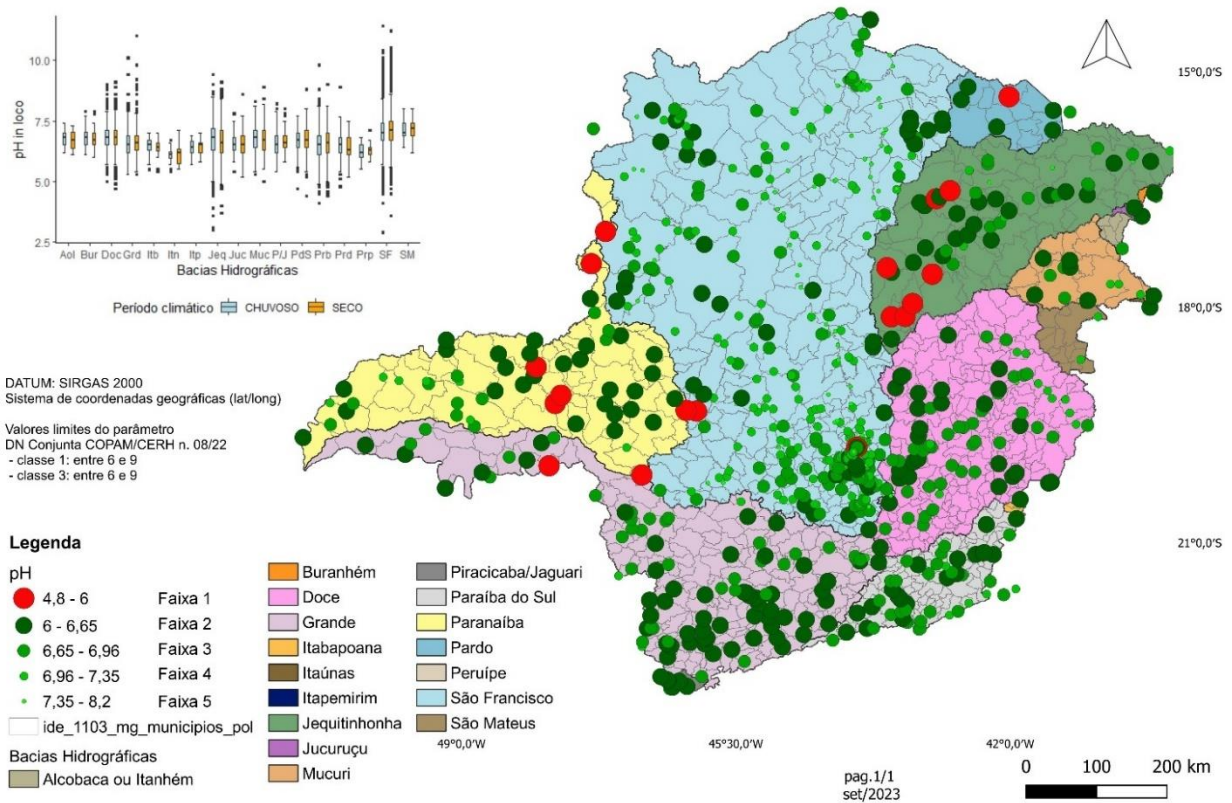 10.0
7.5
5.0
2.5
pH in loco
Aol Bur Doc Grd Itb Itn Itp Jeq Juc Muc P/J PdS Prb Prd Prp SF SM
Bacias Hidrográficas
Período climático CHUVOSO SECO
15°0,0'S
18°0,0'S
21°0,0'S
DATUM: SIRGAS 2000
Sistema de coordenadas geográficas (lat/long)
Valores limites do parâmetro
DN Conjunta COPAM/CERH n. 08/22
- classe 1: entre 6 e 9
- classe 3: entre 6 e 9
Legenda
pH
4,8 - 6 Faixa 1
6 - 6,65 Faixa 2
6,65 - 6,96 Faixa 3
6,96 - 7,35 Faixa 4
7,35 - 8,2 Faixa 5
ide_1103_mg_municipios_pol
Bacias Hidrográficas
Alcobaca ou Itanhém
Buranhém
Doce
Grande
Itabapoana
Itaúnas
Itapemirim
Jequitinhonha
Jucuruçu
Mucuri
Piracicaba/Jaguari
Paraíba do Sul
Paranaíba
Pardo
Peruípe
São Francisco
São Mateus
49°0,0'W
45°30,0'W
42°0,0'W
pag.1/1
set/2023
0 100 200 km